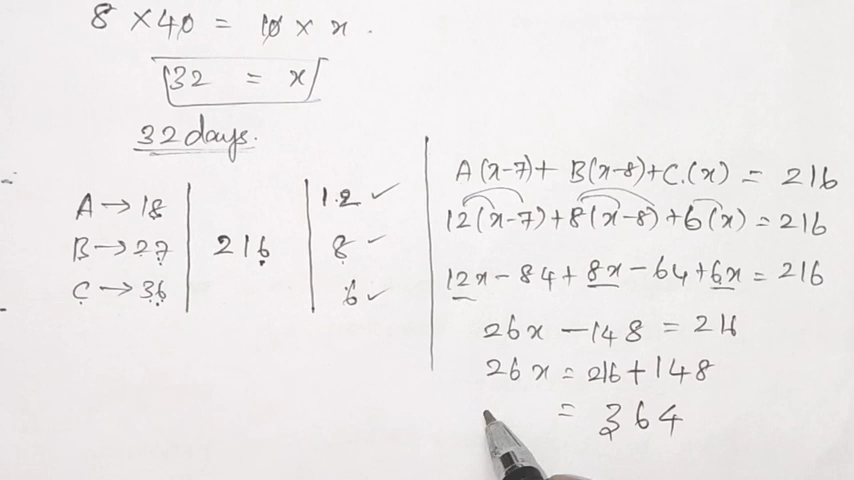 8 × 40 = 10 × x.
32 = x
32 days.
A → 18
B → 27
C → 36
216
12 ✓
8 ✓
6 ✓
A(x-7)+ B(x-8)+C.(x) = 216
12(x-7)+8(x-8)+6(x)=216
12x-84+8x-64+6x=216
26x -148 = 216
26x = 216+148
= 364